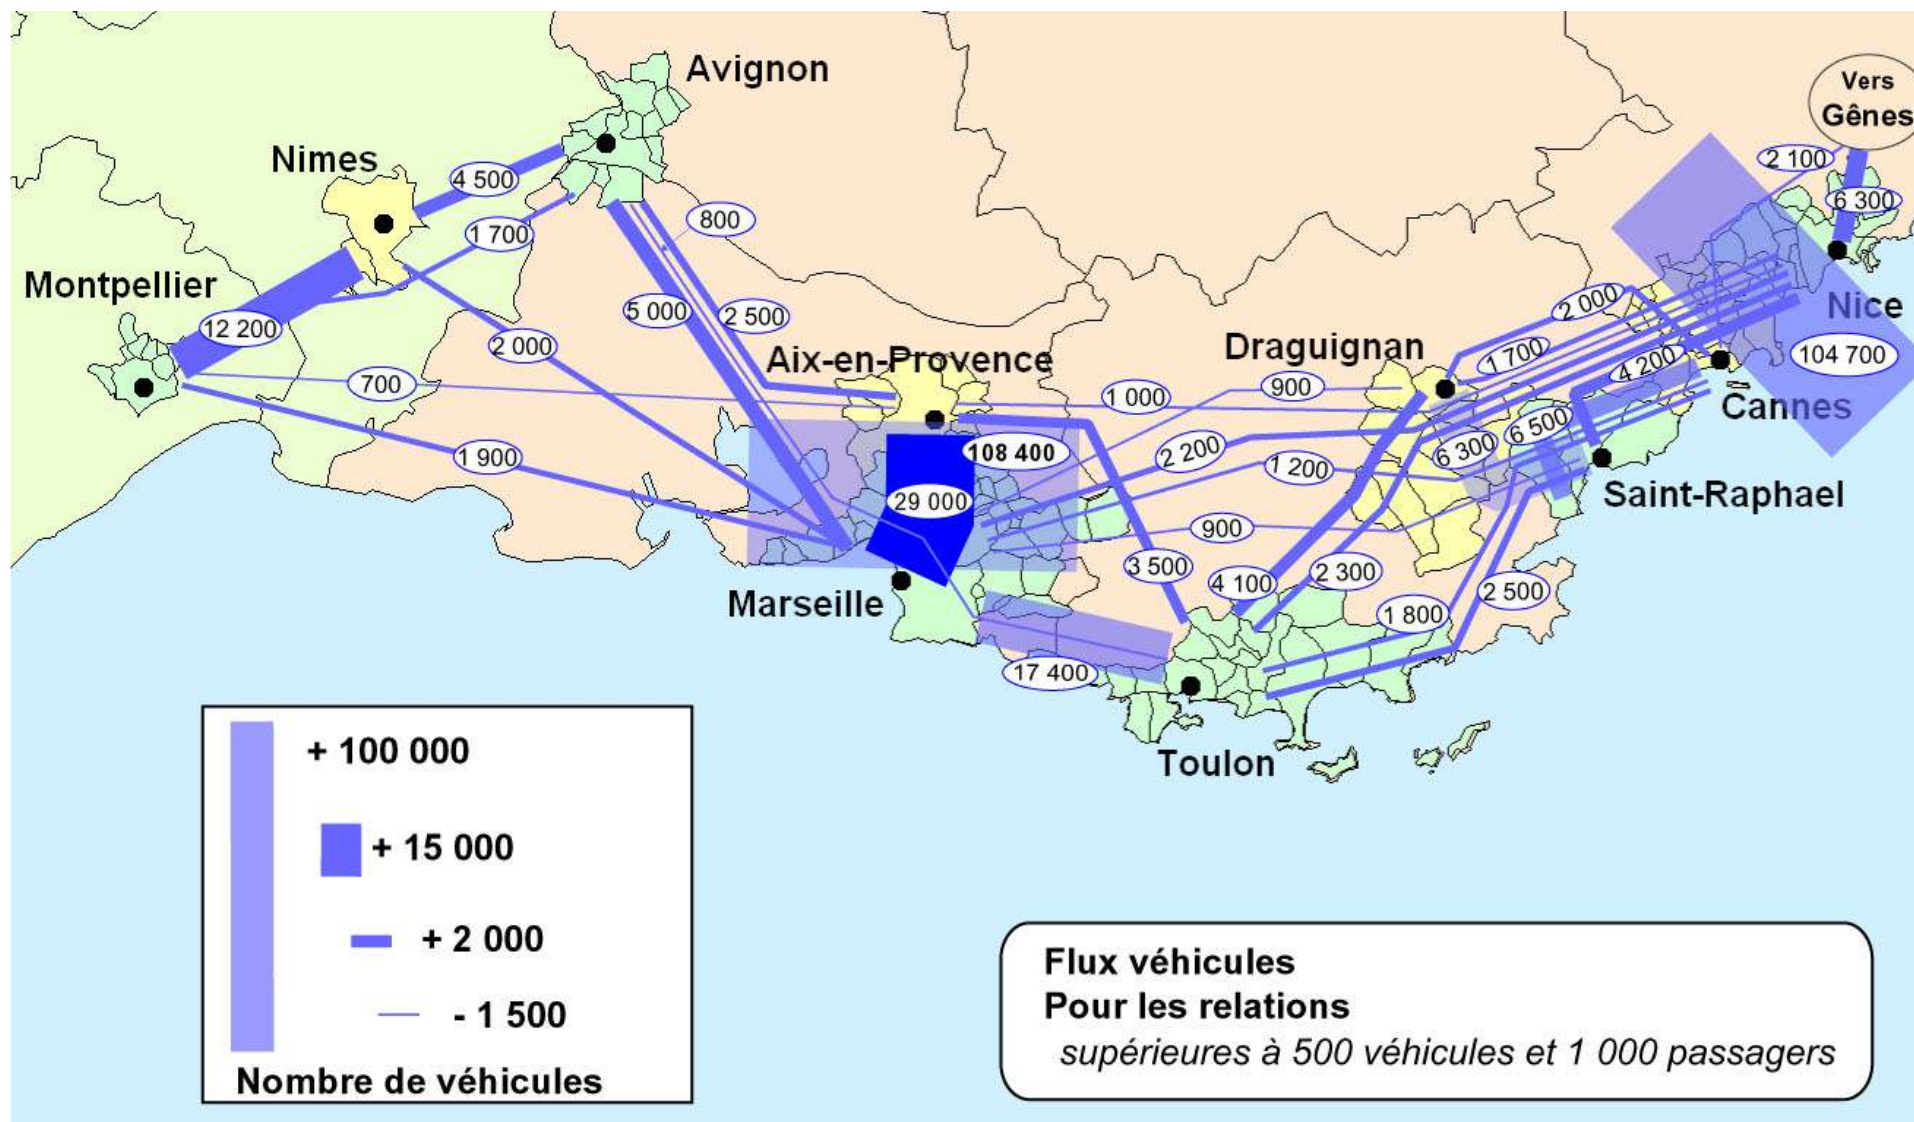 Avignon
Vers
Gênes
Nimes
4 500
2 100
6 300
1 700
800
Montpellier
12 200
5 000
2 500
2 000
Nice
2 000
Aix-en-Provence
Draguignan
1 700
4 200
104 700
700
1 000
900
Cannes
1 900
108 400
2 200
1 200
6 300
6 500
29 000
Saint-Raphael
900
3 500
4 100
2 300
2 500
Marseille
1 800
17 400
Toulon
+ 100 000
+ 15 000
+ 2 000
- 1 500
Nombre de véhicules
Flux véhicules
Pour les relations
supérieures à 500 véhicules et 1 000 passagers